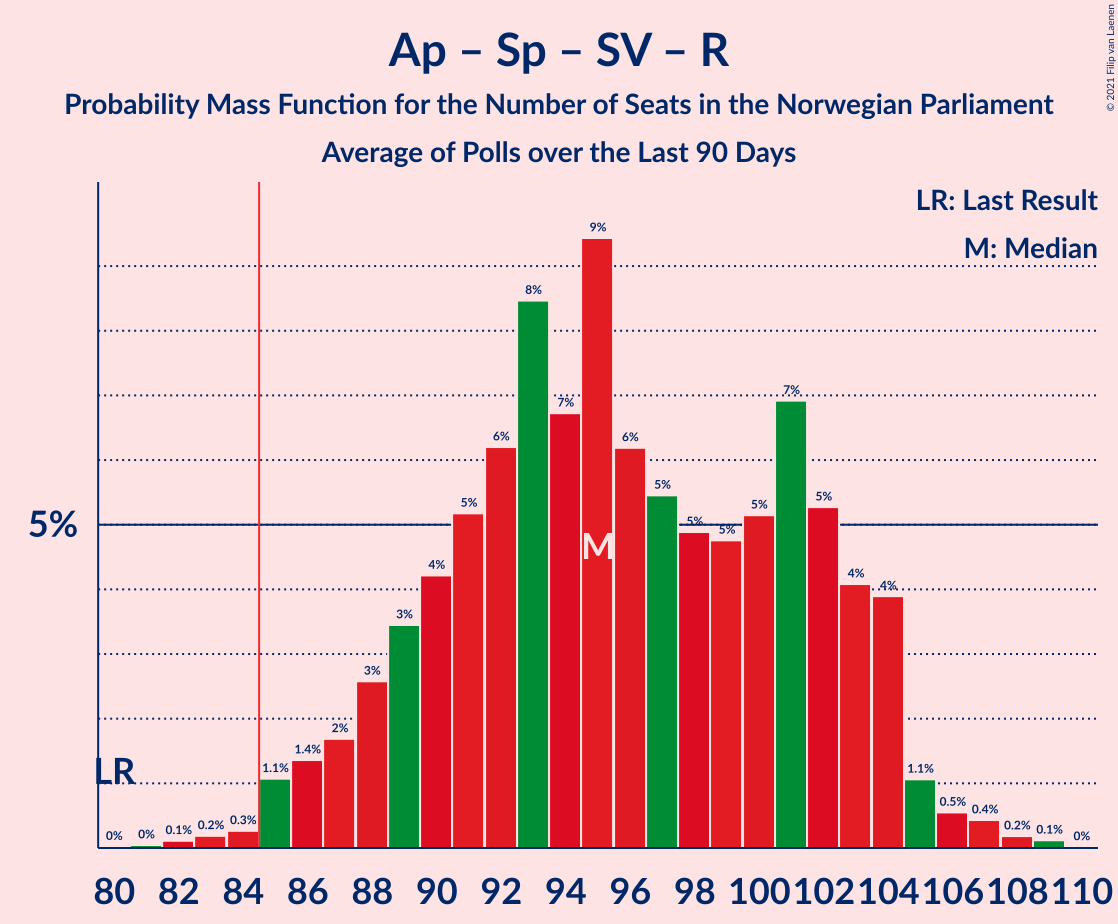 Ap – Sp – SV – R
Probability Mass Function for the Number of Seats in the Norwegian Parliament
Average of Polls over the Last 90 Days
© 2021 Filip van Laenen
LR: Last Result
M: Median
5%
LR
M
0% 0% 0.1% 0.2% 0.3% 1.1% 1.4% 2% 3% 3% 4% 5% 6% 8% 7% 9% 6% 5% 5% 5% 5% 7% 5% 4% 4% 1.1% 0.5% 0.4% 0.2% 0.1% 0%
80 82 84 86 88 90 92 94 96 98 100 102 104 106 108 110